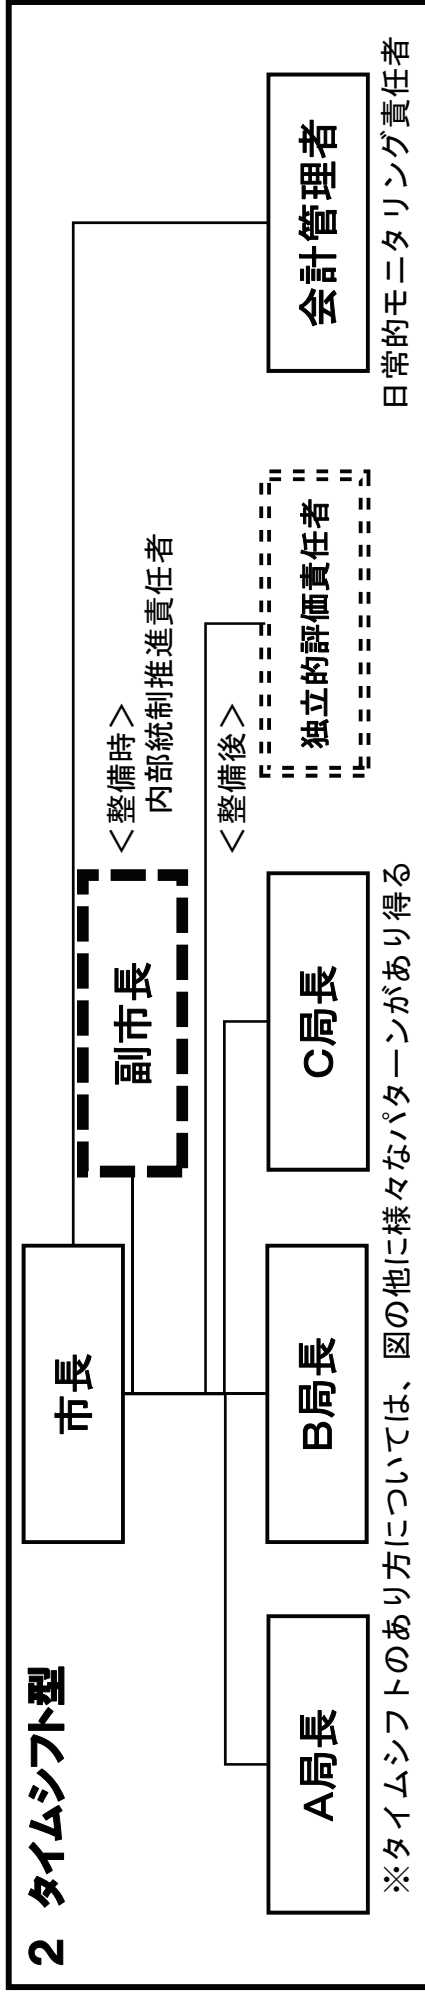 ２ タイムシフト型
市長
副市長
＜整備時＞
内部統制推進責任者
＜整備後＞
A局長
B局長
C局長
独立的評価責任者
会計管理者
日常的モニタリング責任者
※タイムシフトのあり方については、図の他に様々なパターンがあり得る